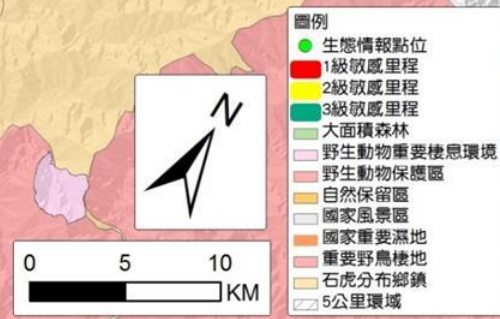 圖例
生態情報點位
1級敏感里程
2級敏感里程
3級敏感里程
大面積森林
野生動物重要棲息環境
野生動物保護區
自然保留區
國家風景區
國家重要濕地
重要野鳥棲地
石虎分布鄉鎮
5公里環域
N
0 5 10
KM